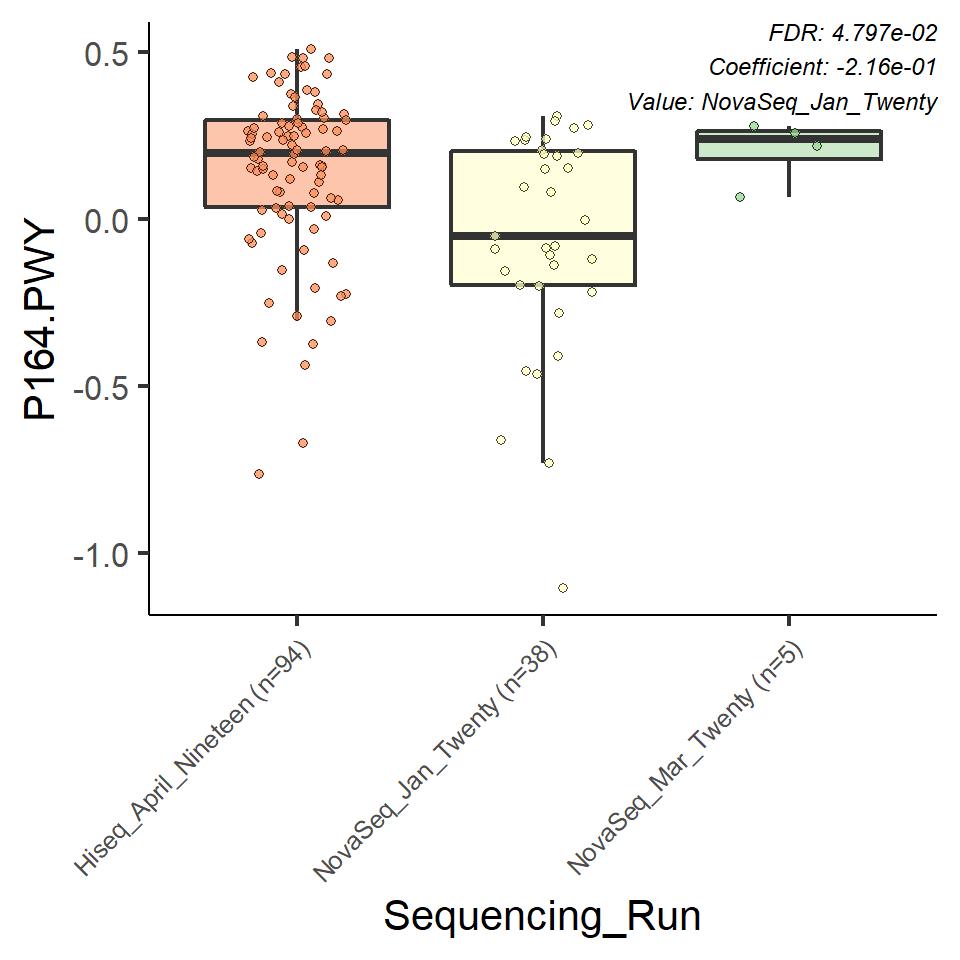 FDR: 4.797e-02
Coefficient: -2.16e-01
Value: NovaSeq_Jan_Twenty
P164.PWY
0.5
0.0
-0.5
-1.0
Hiseq_April_Nineteen (n=94)
NovaSeq_Jan_Twenty (n=38)
NovaSeq_Mar_Twenty (n=5)
Sequencing_Run